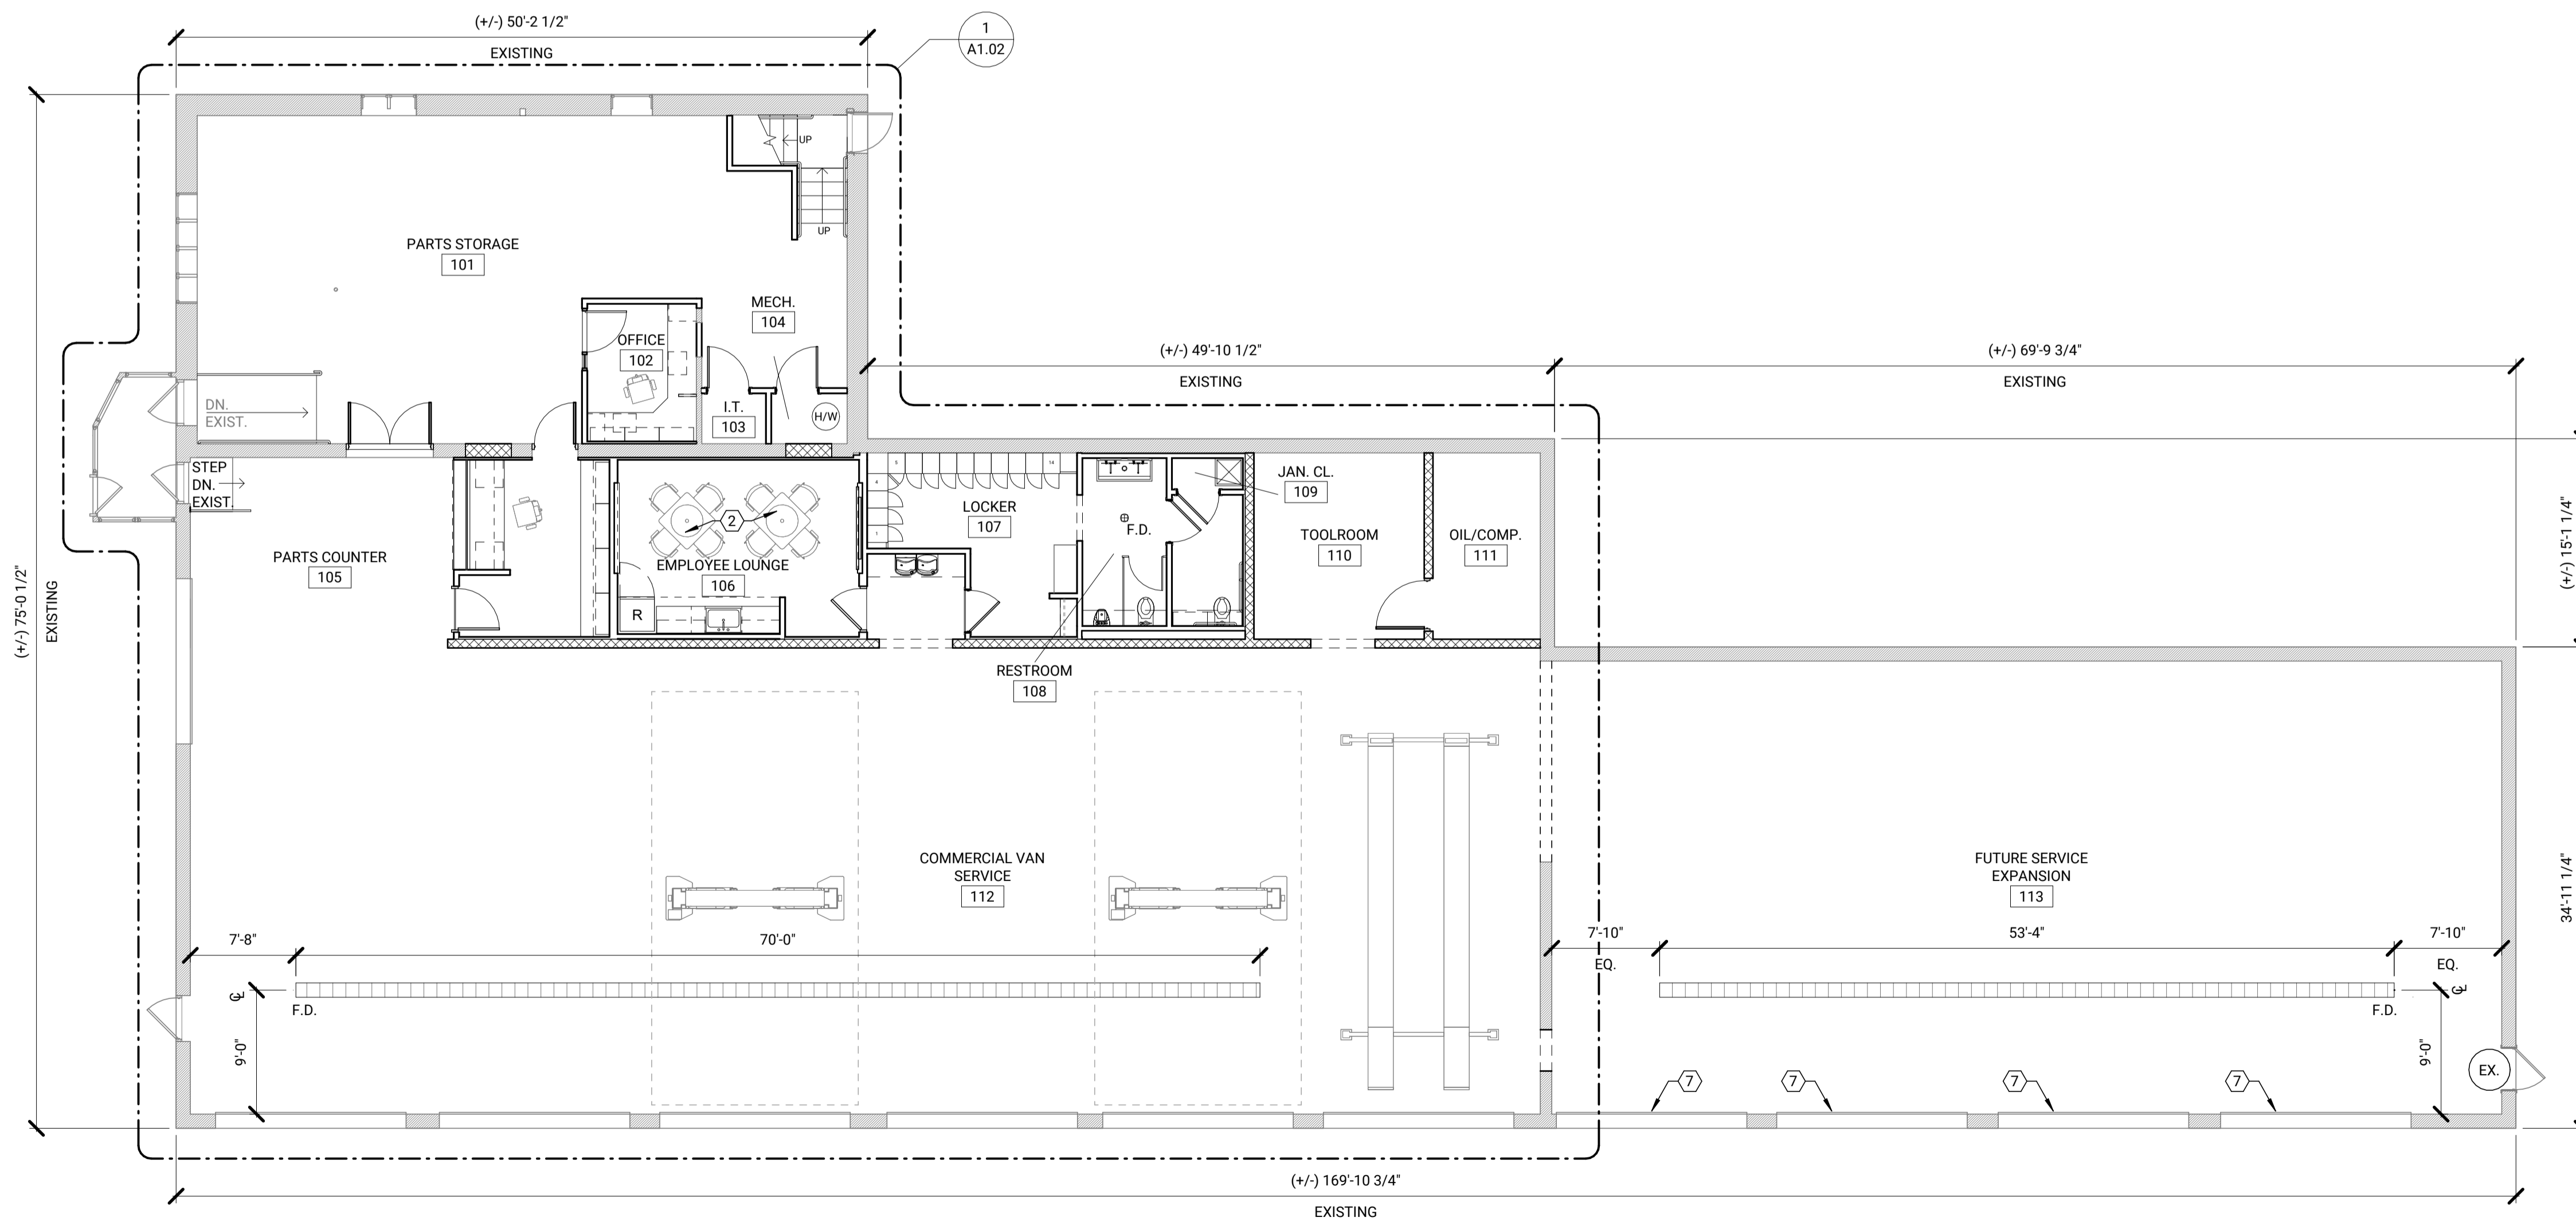 (+/-) 50'-2 1/2"
EXISTING
1
A1.02
UP
UP
PARTS STORAGE
101
MECH.
104
OFFICE
102
(+/-) 49'-10 1/2"
EXISTING
(+/-) 69'-9 3/4"
EXISTING
DN.
EXIST.
I.T.
103
H/W
STEP
DN.
EXIST.
PARTS COUNTER
105
2
EMPLOYEE LOUNGE
106
R
LOCKER
107
F.D.
JAN. CL.
109
TOOLROOM
110
OIL/COMP.
111
(+/-) 15'-1 1/4"
(+/-) 75'-0 1/2"
EXISTING
RESTROOM
108
COMMERCIAL VAN
SERVICE
112
FUTURE SERVICE
EXPANSION
113
34'-11 1/4"
7'-8"
70'-0"
7'-10"
EQ.
53'-4"
7'-10"
EQ.
F.D.
F.D.
9'-0"
9'-0"
EX.
7
7
7
7
(+/-) 169'-10 3/4"
EXISTING